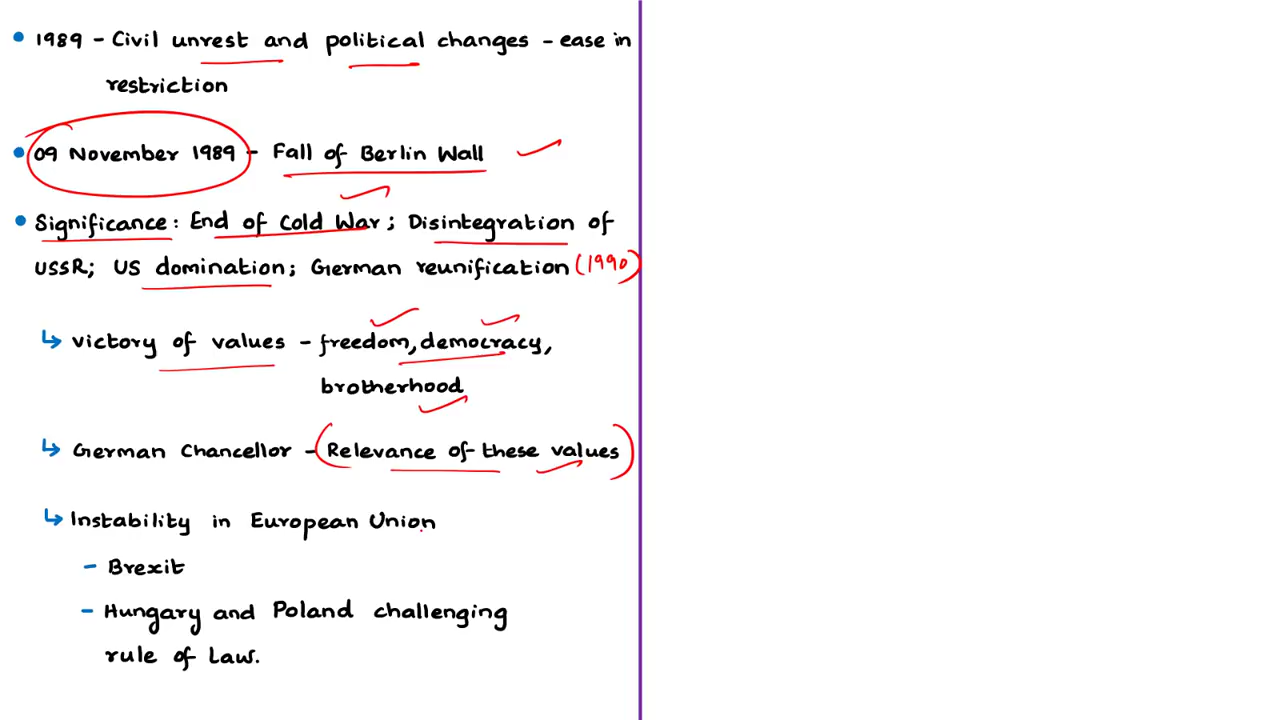 1989 - Civil unrest and political changes - ease in
restriction
09 November 1989 - Fall of Berlin Wall
Significance: End of Cold War; Disintegration of
USSR; US domination; German reunification (1990)
↳ victory of values - freedom, democracy,
brotherhood
↳ German Chancellor - (Relevance of these values)
↳ Instability in European Union
- Brexit
- Hungary and Poland challenging
rule of Law.